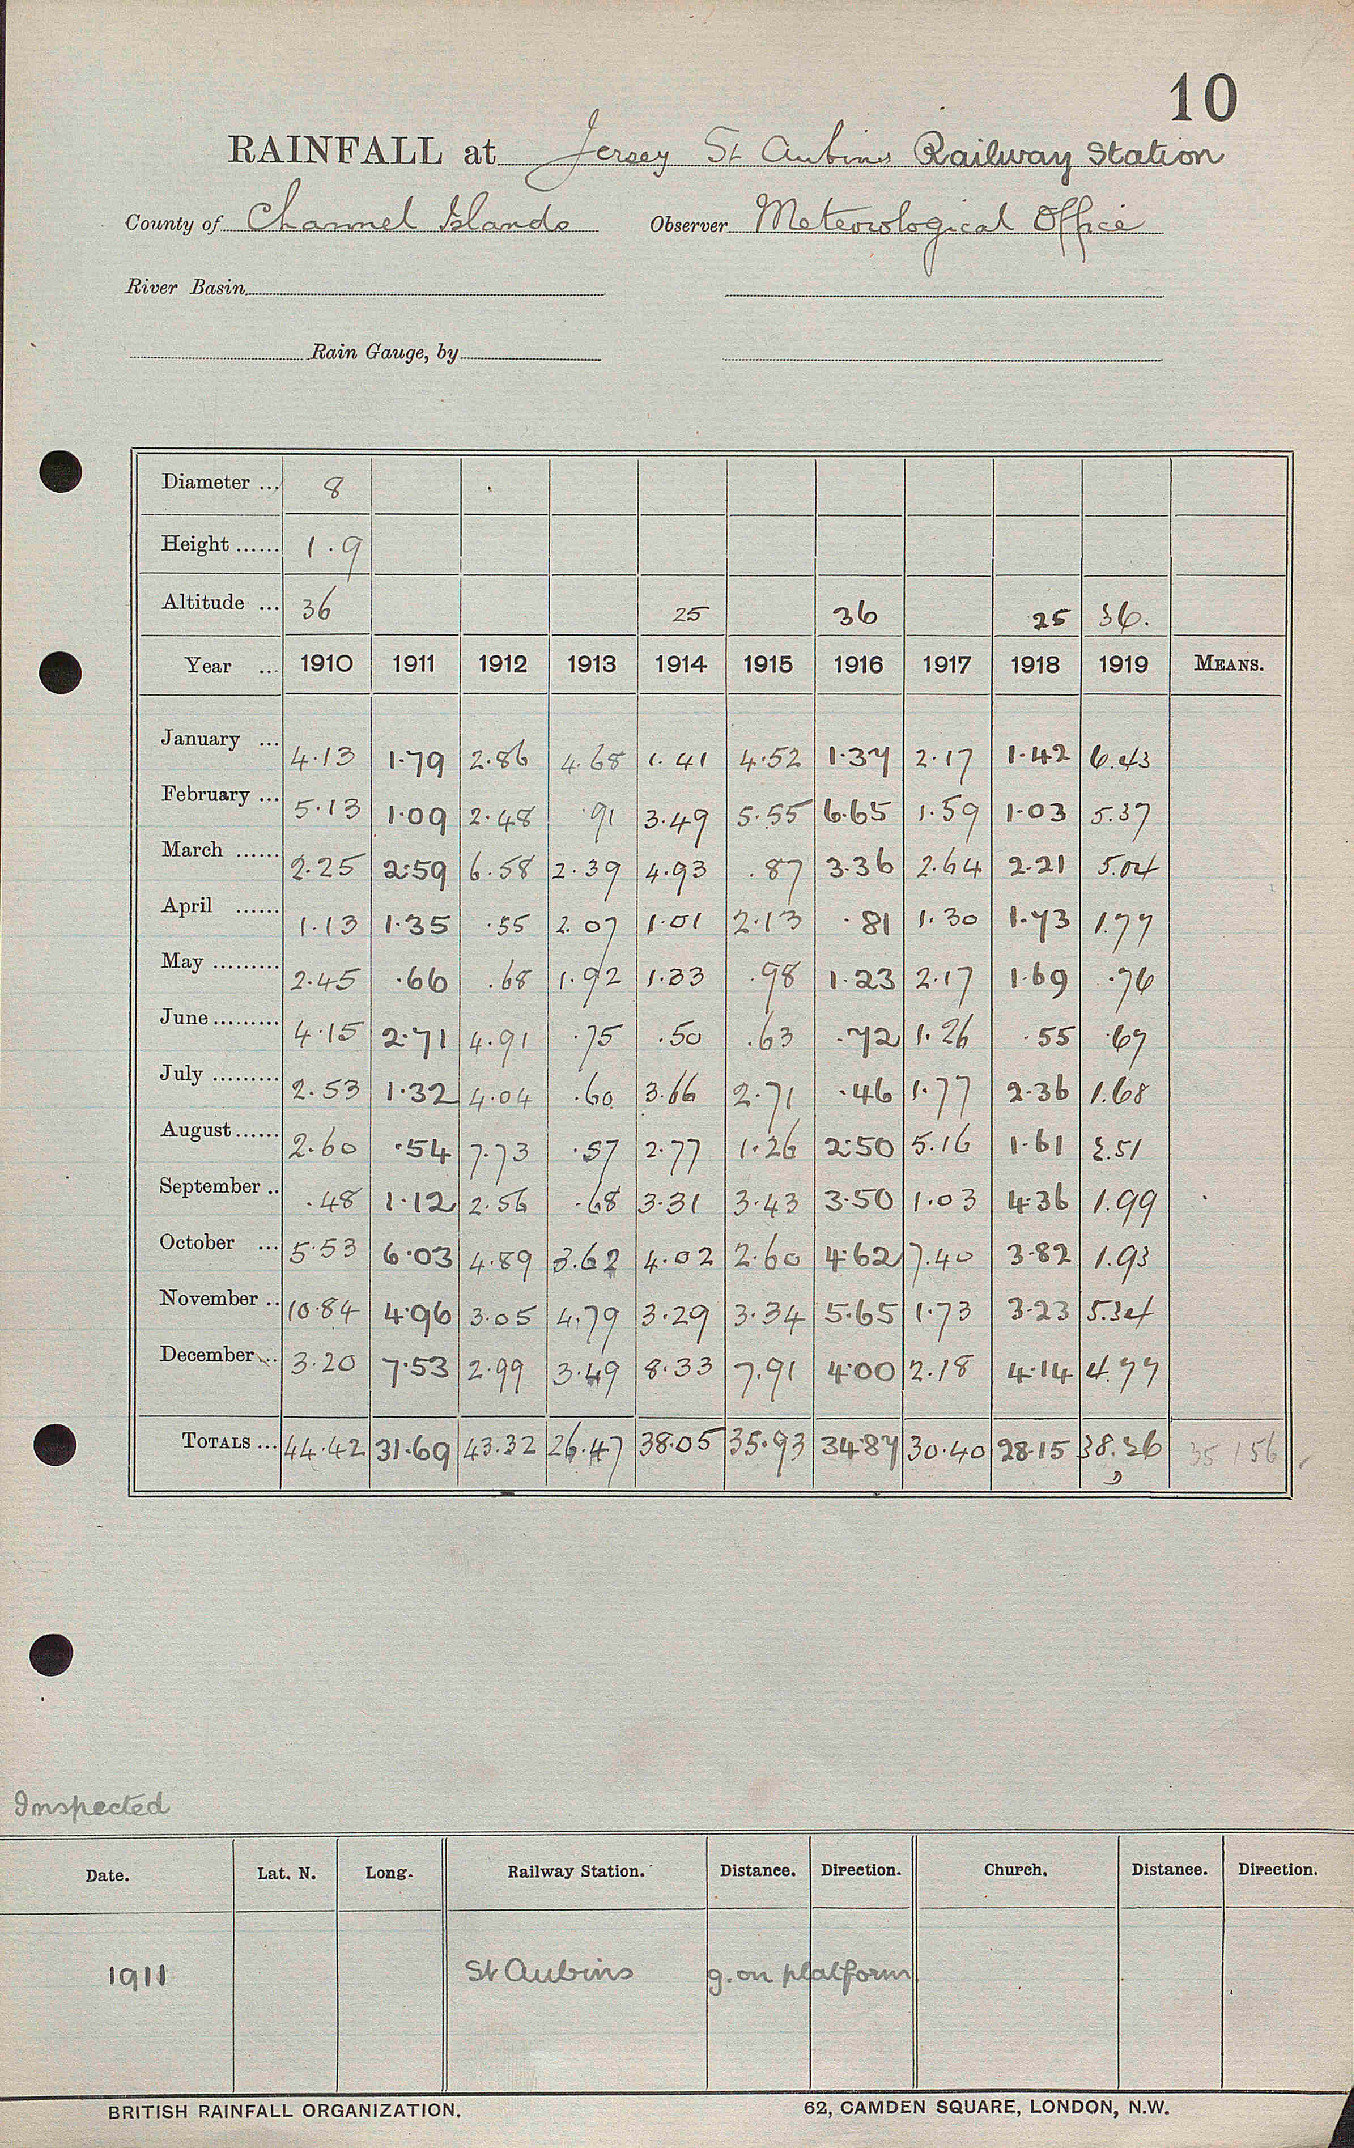 10
RAINFALL at Jersey St Aubins Railway Station
County of Channel Islands Observer Meteorological Office
River Basin
Rain Gauge, by
Diameter ... 8
Height ...... 1.9
Altitude ... 36 25 36 25 36.
Year ... 1910 1911 1912 1913 1914 1915 1916 1917 1918 1919 MEANS.
January ... 4.13 1.79 2.86 4.68 1.41 4.52 1.37 2.17 1.42 6.43
February ... 5.13 1.09 2.48 .91 3.49 5.55 6.65 1.59 1.03 5.37
March ...... 2.25 2.59 6.58 2.39 4.93 .87 3.36 2.64 2.21 5.04
April ...... 1.13 1.35 .55 2.07 1.01 2.13 .81 1.30 1.73 1.77
May ......... 2.45 .66 .68 1.92 1.33 .98 1.23 2.17 1.69 .76
June ......... 4.15 2.71 4.91 .75 .50 .63 .72 1.26 .55 .67
July ......... 2.53 1.32 4.04 .60 3.66 2.71 .46 1.77 2.36 1.68
August ...... 2.60 .54 7.73 .57 2.77 1.26 2.50 5.16 1.61 2.51
September .. .48 1.12 2.56 .68 3.31 3.43 3.50 1.03 4.36 1.99
October ... 5.53 6.03 4.89 3.62 4.02 2.60 4.62 7.40 3.82 1.93
November .. 10.84 4.96 3.05 4.79 3.29 3.34 5.65 1.73 3.23 5.34
December ... 3.20 7.53 2.99 3.49 8.33 7.91 4.00 2.18 4.14 4.77
TOTALS ... 44.42 31.69 43.32 26.47 38.05 35.93 34.87 30.40 28.15 38.26 35 156
Inspected
Date. Lat. N. Long. Railway Station. Distance. Direction. Church. Distance. Direction.
1911 St Aubins g. on platform
BRITISH RAINFALL ORGANIZATION. 62, CAMDEN SQUARE, LONDON, N.W.